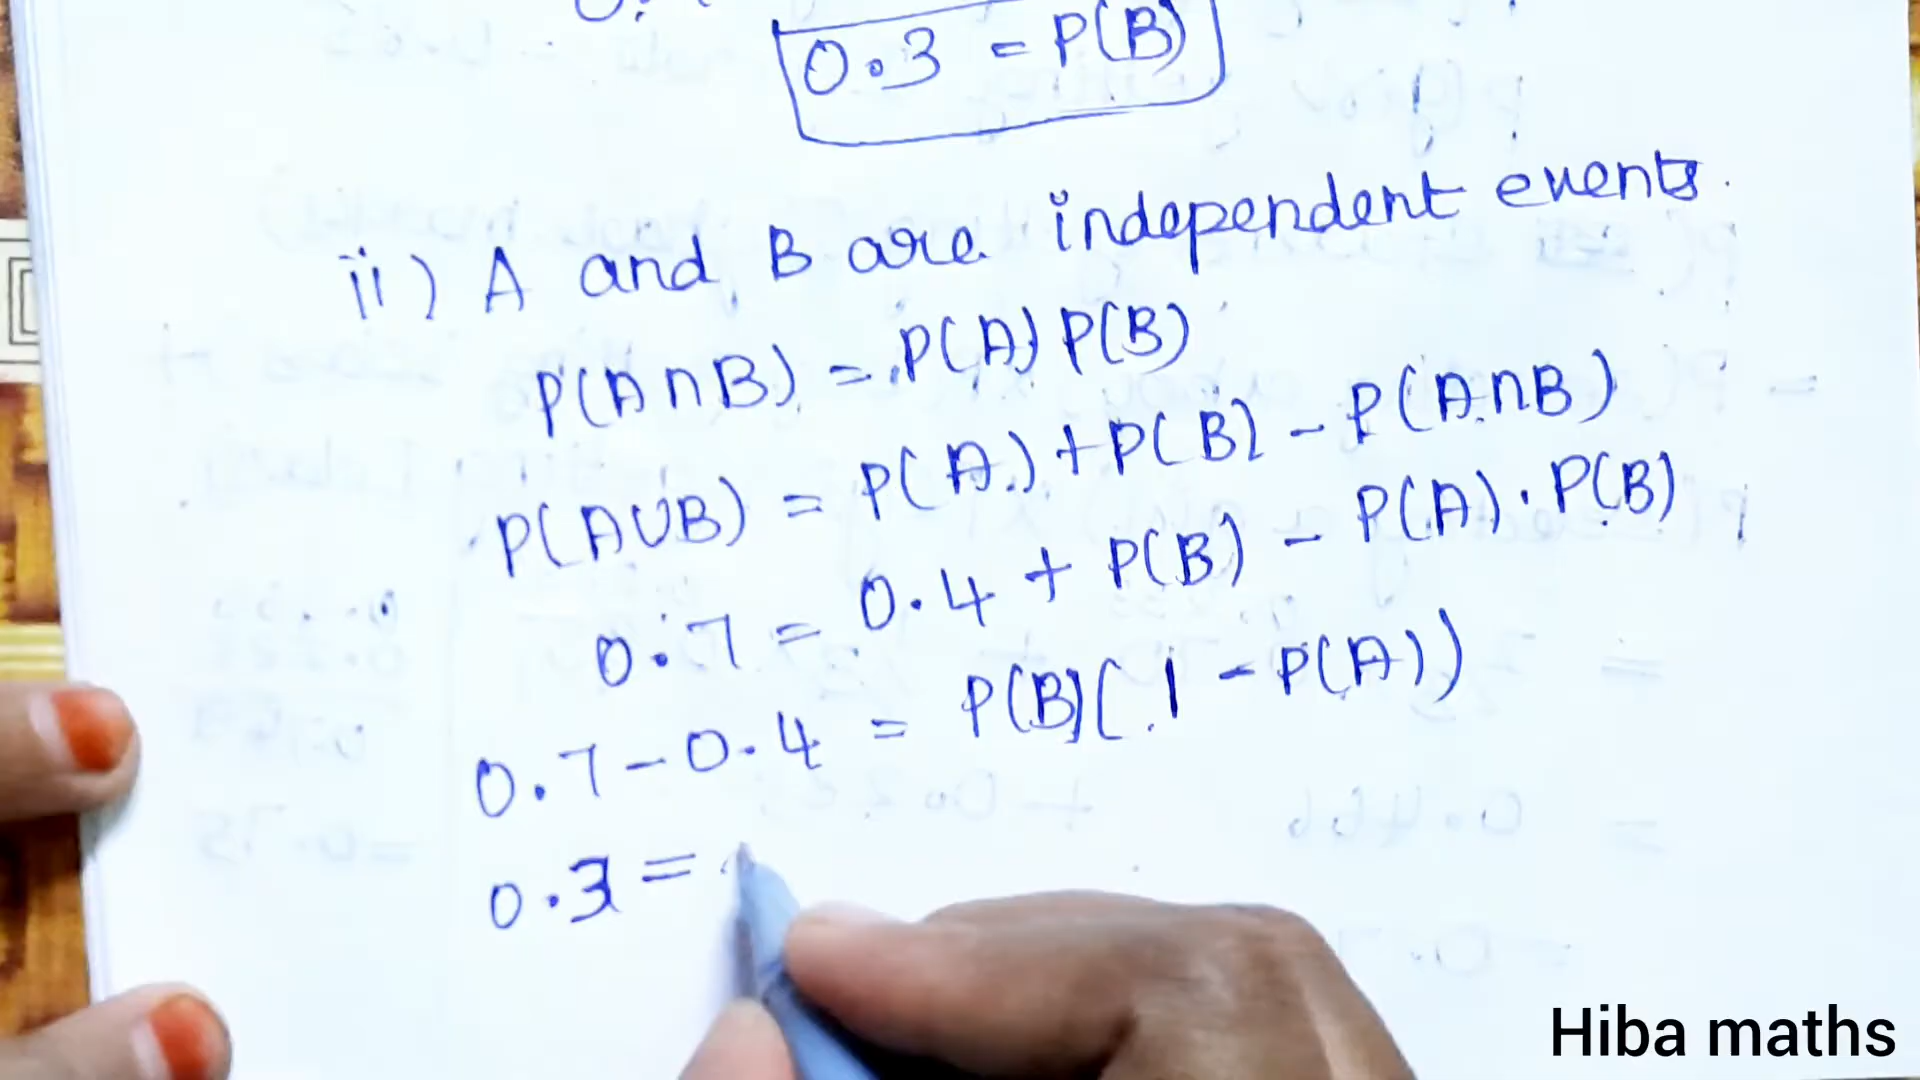 0.3 = P(B)
ii) A and B are independent events.
P(A∩B) = P(A) P(B)
P(A∪B) = P(A) + P(B) - P(A∩B)
0.7 = 0.4 + P(B) - P(A) · P(B)
0.7 - 0.4 = P(B) ( 1 - P(A))
0.3 =
Hiba maths